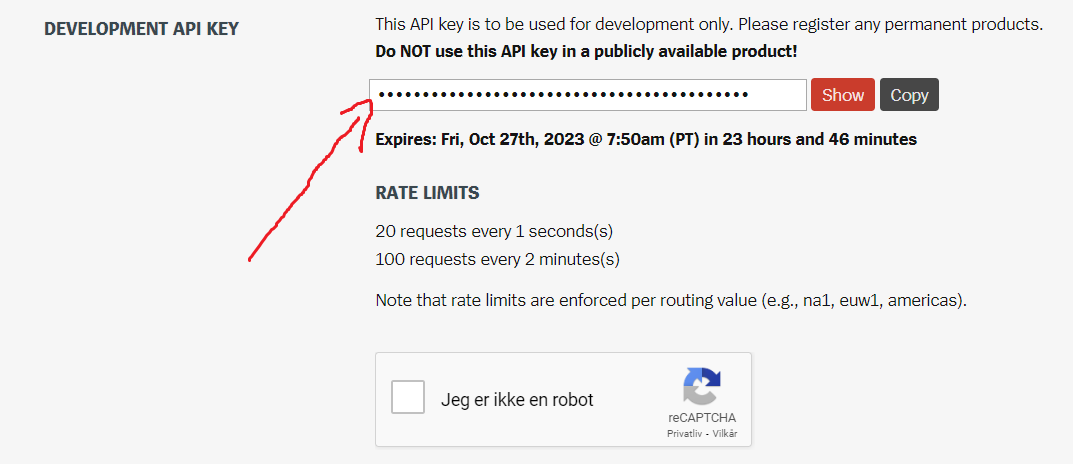 DEVELOPMENT API KEY
This API key is to be used for development only. Please register any permanent products.
Do NOT use this API key in a publicly available product!
••••••••••••••••••••••••••••••••••••••••••
Show
Copy
Expires: Fri, Oct 27th, 2023 @ 7:50am (PT) in 23 hours and 46 minutes
RATE LIMITS
20 requests every 1 seconds(s)
100 requests every 2 minutes(s)
Note that rate limits are enforced per routing value (e.g., na1, euw1, americas).
Jeg er ikke en robot
reCAPTCHA
Privatliv - Vilkår